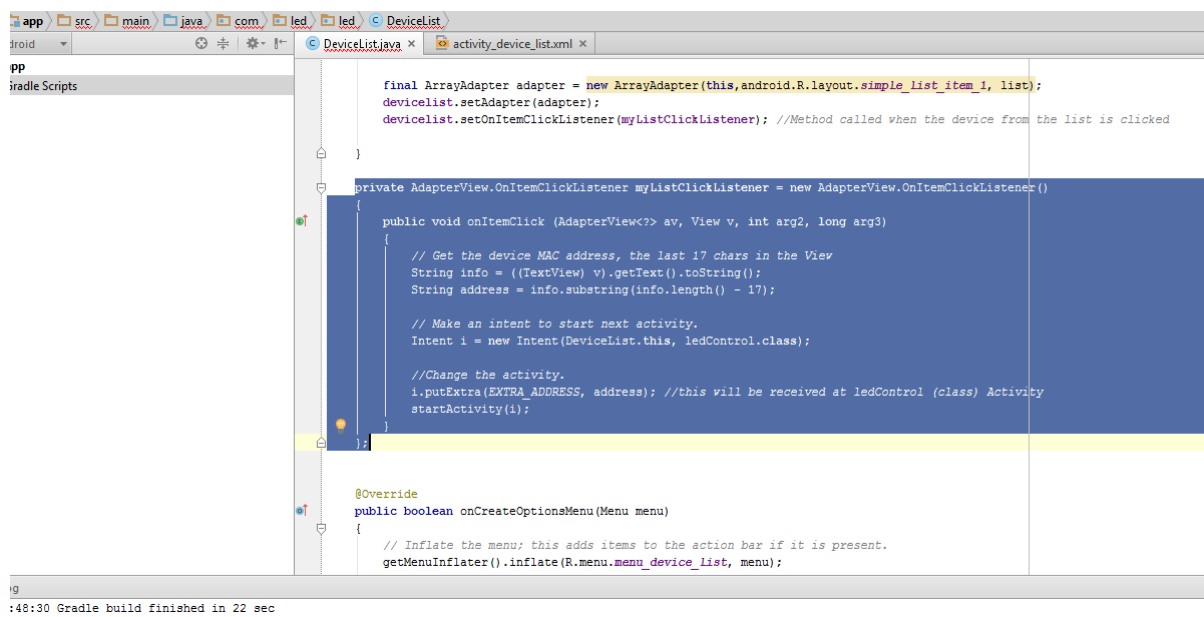 app src main java com led led DeviceList
droid
DeviceList.java × activity_device_list.xml ×
pp
Gradle Scripts
final ArrayAdapter adapter = new ArrayAdapter(this,android.R.layout.simple_list_item_1, list);
devicelist.setAdapter(adapter);
devicelist.setOnItemClickListener(myListClickListener); //Method called when the device from the list is clicked
}
private AdapterView.OnItemClickListener myListClickListener = new AdapterView.OnItemClickListener()
{
public void onItemClick (AdapterView<?> av, View v, int arg2, long arg3)
{
// Get the device MAC address, the last 17 chars in the View
String info = ((TextView) v).getText().toString();
String address = info.substring(info.length() - 17);
// Make an intent to start next activity.
Intent i = new Intent(DeviceList.this, ledControl.class);
//Change the activity.
i.putExtra(EXTRA_ADDRESS, address); //this will be received at ledControl (class) Activity
startActivity(i);
}
};
@Override
public boolean onCreateOptionsMenu(Menu menu)
{
// Inflate the menu; this adds items to the action bar if it is present.
getMenuInflater().inflate(R.menu.menu_device_list, menu);
g
:48:30 Gradle build finished in 22 sec